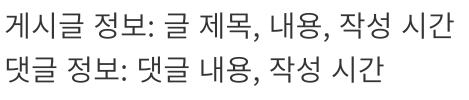 게시글 정보: 글 제목, 내용, 작성 시간
댓글 정보: 댓글 내용, 작성 시간